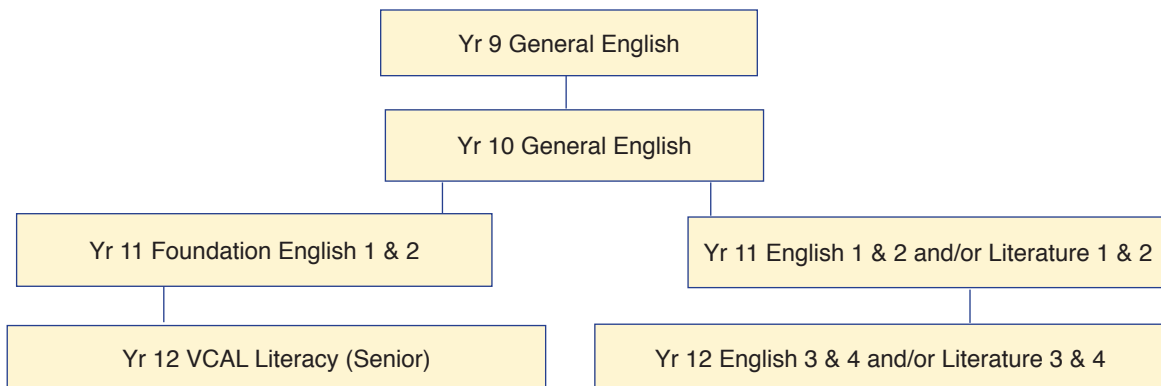 Yr 9 General English
Yr 10 General English
Yr 11 Foundation English 1 & 2
Yr 11 English 1 & 2 and/or Literature 1 & 2
Yr 12 VCAL Literacy (Senior)
Yr 12 English 3 & 4 and/or Literature 3 & 4